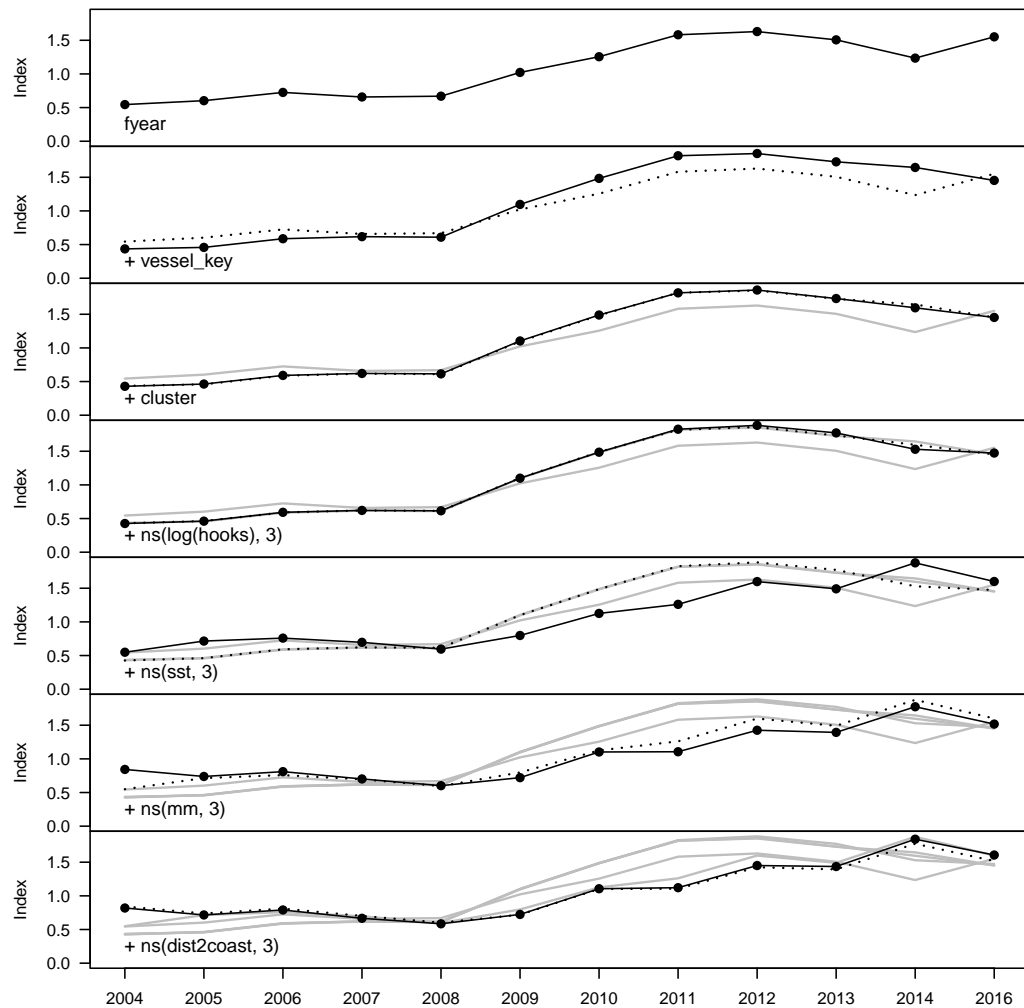 Index
1.5
1.0
0.5
0.0
fyear
Index
1.5
1.0
0.5
0.0
+ vessel_key
Index
1.5
1.0
0.5
0.0
+ cluster
Index
1.5
1.0
0.5
0.0
+ ns(log(hooks), 3)
Index
1.5
1.0
0.5
0.0
+ ns(sst, 3)
Index
1.5
1.0
0.5
0.0
+ ns(mm, 3)
Index
1.5
1.0
0.5
0.0
+ ns(dist2coast, 3)
2004 2005 2006 2007 2008 2009 2010 2011 2012 2013 2014 2016